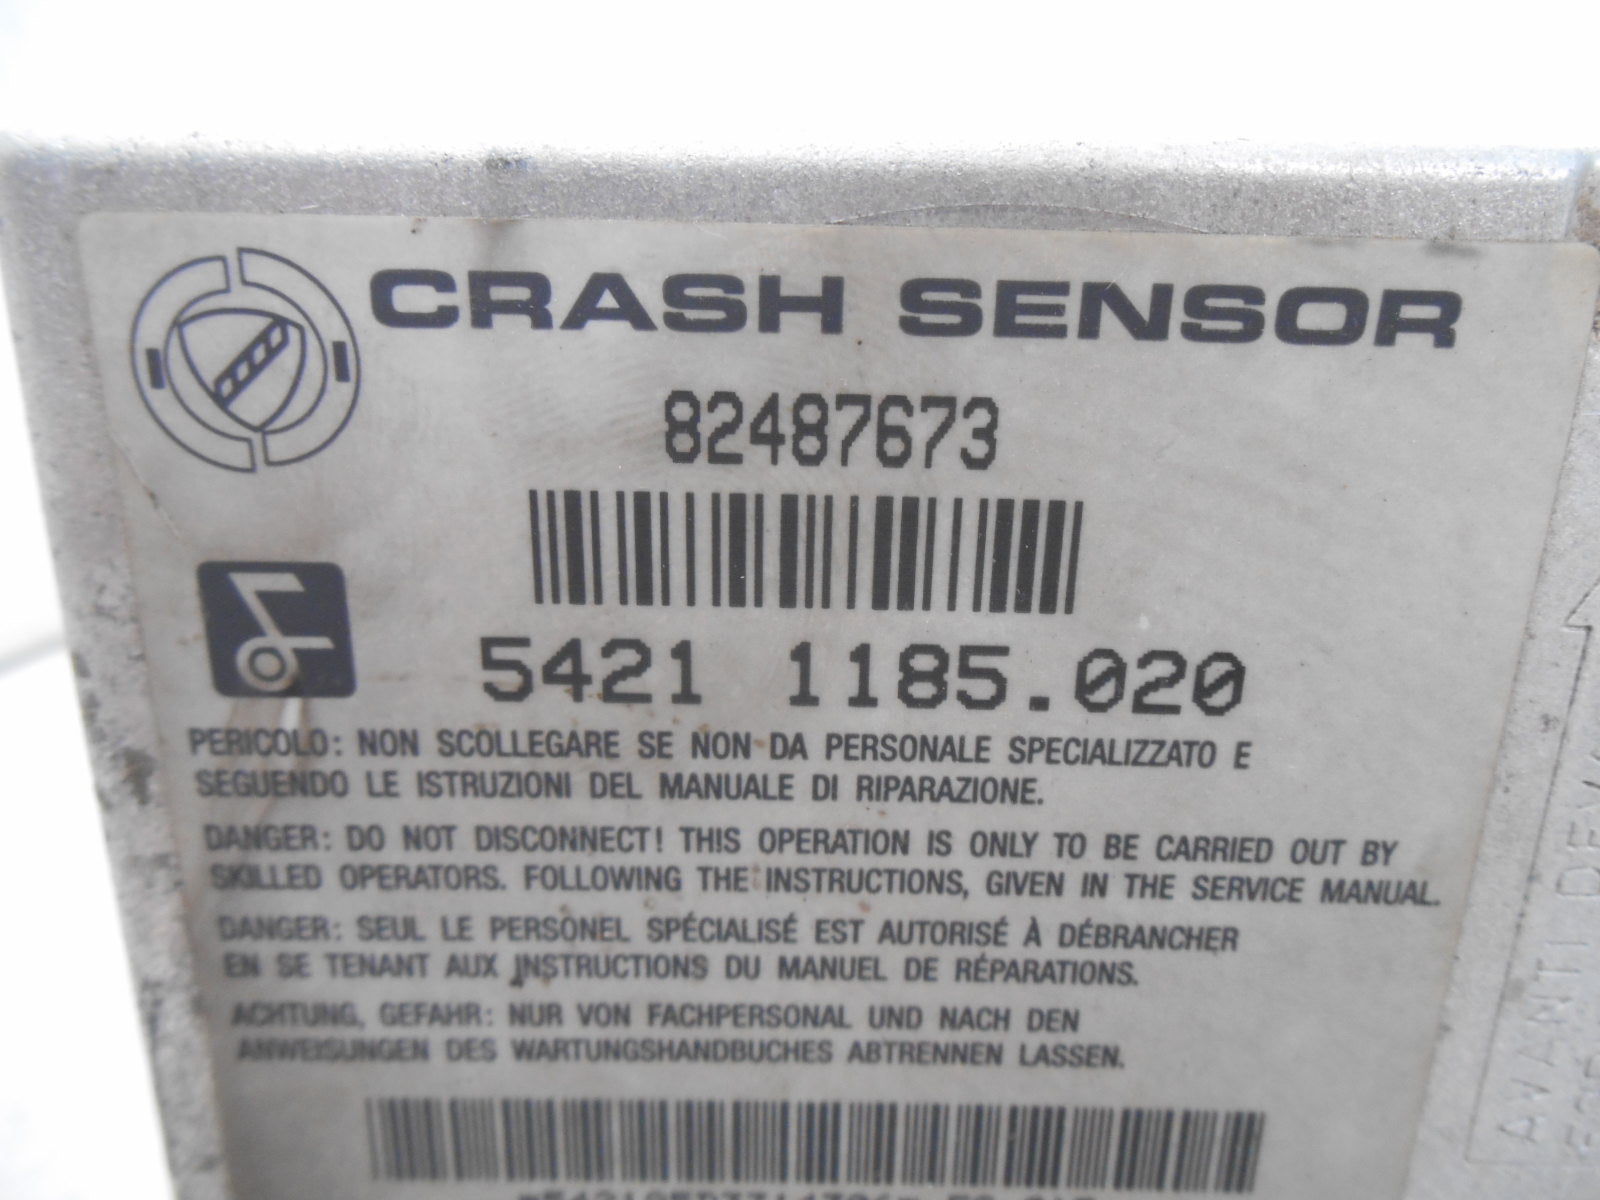 CRASH SENSOR
82487673
5421 1185.020
PERICOLO: NON SCOLLEGARE SE NON DA PERSONALE SPECIALIZZATO E
SEGUENDO LE ISTRUZIONI DEL MANUALE DI RIPARAZIONE.
DANGER: DO NOT DISCONNECT! THIS OPERATION IS ONLY TO BE CARRIED OUT BY
SKILLED OPERATORS. FOLLOWING THE INSTRUCTIONS, GIVEN IN THE SERVICE MANUAL.
DANGER: SEUL LE PERSONEL SPÉCIALISÉ EST AUTORISÉ À DÉBRANCHER
EN SE TENANT AUX INSTRUCTIONS DU MANUEL DE RÉPARATIONS.
ACHTUNG, GEFAHR: NUR VON FACHPERSONAL UND NACH DEN
ANWEISUNGEN DES WARTUNGSHANDBUCHES ABTRENNEN LASSEN.
AVANTI